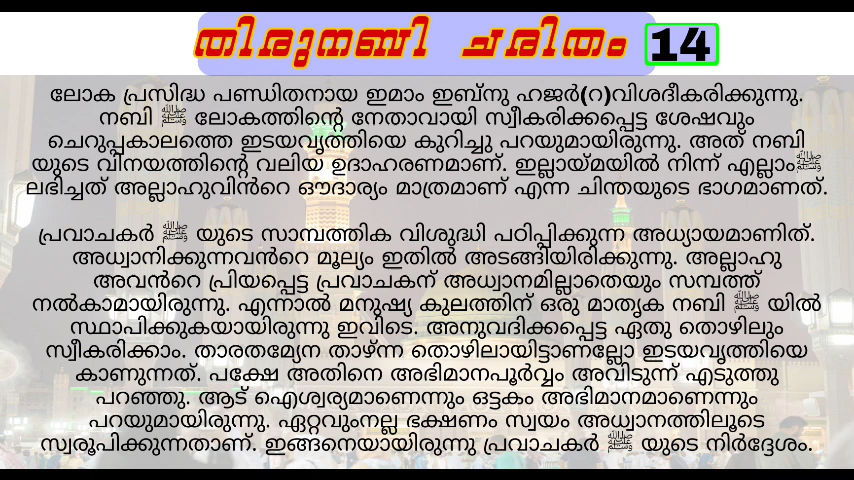 തിരുനബി ചരിതം 14
ലോക പ്രസിദ്ധ പണ്ഡിതനായ ഇമാം ഇബ്നു ഹജർ(റ)വിശദീകരിക്കുന്നു.
നബി ﷺ ലോകത്തിന്റെ നേതാവായി സ്വീകരിക്കപ്പെട്ട ശേഷവും
ചെറുപ്പകാലത്തെ ഇടയവൃത്തിയെ കുറിച്ചു പറയുമായിരുന്നു. അത് നബി
യുടെ വിനയത്തിന്റെ വലിയ ഉദാഹരണമാണ്. ഇല്ലായ്മയിൽ നിന്ന് എല്ലാംﷺ
ലഭിച്ചത് അല്ലാഹുവിൻറെ ഔദാര്യം മാത്രമാണ് എന്ന ചിന്തയുടെ ഭാഗമാണത്.
പ്രവാചകർ ﷺ യുടെ സാമ്പത്തിക വിശുദ്ധി പഠിപ്പിക്കുന്ന അധ്യായമാണിത്.
അധ്വാനിക്കുന്നവൻറെ മൂല്യം ഇതിൽ അടങ്ങിയിരിക്കുന്നു. അല്ലാഹു
അവൻറെ പ്രിയപ്പെട്ട പ്രവാചകന് അധ്വാനമില്ലാതെയും സമ്പത്ത്
നൽകാമായിരുന്നു. എന്നാൽ മനുഷ്യ കുലത്തിന് ഒരു മാതൃക നബി ﷺ യിൽ
സ്ഥാപിക്കുകയായിരുന്നു ഇവിടെ. അനുവദിക്കപ്പെട്ട ഏതു തൊഴിലും
സ്വീകരിക്കാം. താരതമ്യേന താഴ്ന്ന തൊഴിലായിട്ടാണല്ലോ ഇടയവൃത്തിയെ
കാണുന്നത്. പക്ഷേ അതിനെ അഭിമാനപൂർവ്വം അവിടുന്ന് എടുത്തു
പറഞ്ഞു. ആട് ഐശ്വര്യമാണെന്നും ഒട്ടകം അഭിമാനമാണെന്നും
പറയുമായിരുന്നു. ഏറ്റവുംനല്ല ഭക്ഷണം സ്വയം അധ്വാനത്തിലൂടെ
സ്വരൂപിക്കുന്നതാണ്. ഇങ്ങനെയായിരുന്നു പ്രവാചകർ ﷺ യുടെ നിർദ്ദേശം.